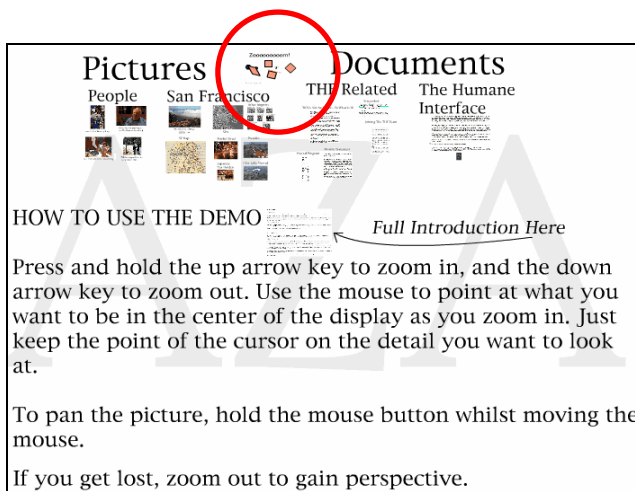 Zoooooooooom!
Pictures
Documents
People
San Francisco
THE Related
The Humane
Interface
AZA
HOW TO USE THE DEMO
Full Introduction Here
Press and hold the up arrow key to zoom in, and the down
arrow key to zoom out. Use the mouse to point at what you
want to be in the center of the display as you zoom in. Just
keep the point of the cursor on the detail you want to look
at.
To pan the picture, hold the mouse button whilst moving the
mouse.
If you get lost, zoom out to gain perspective.